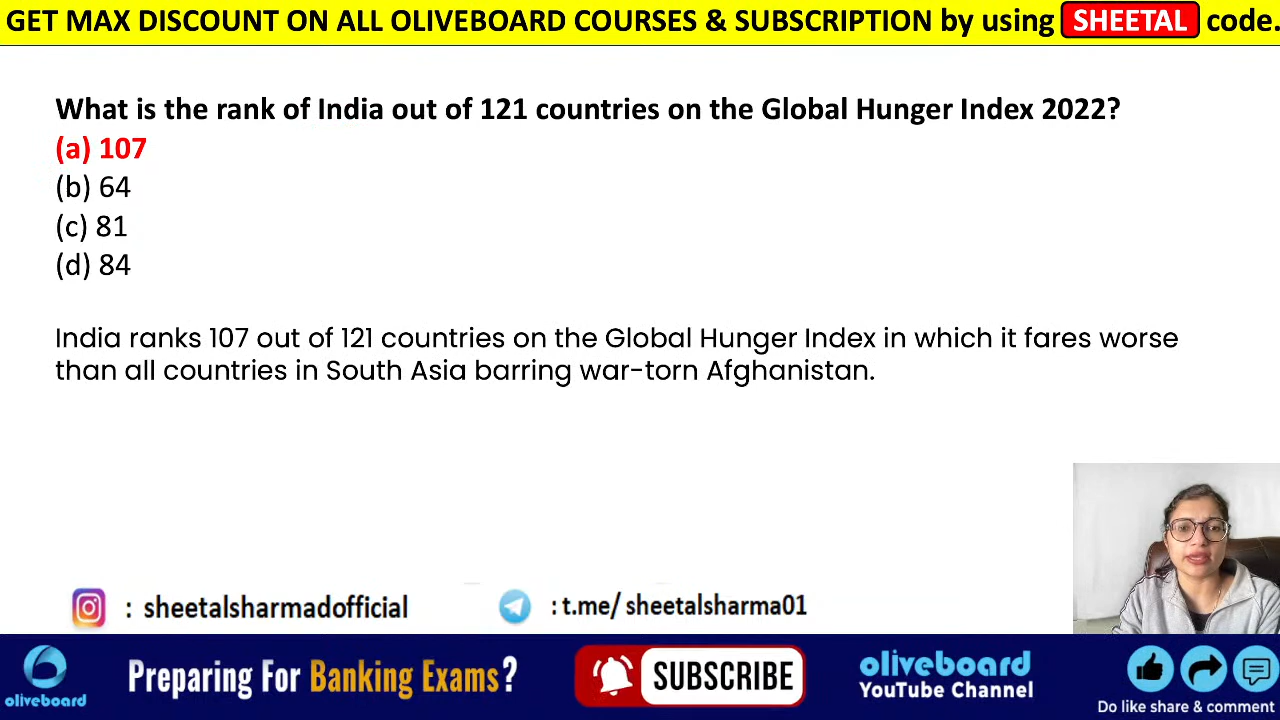 GET MAX DISCOUNT ON ALL OLIVEBOARD COURSES & SUBSCRIPTION by using SHEETAL code.
What is the rank of India out of 121 countries on the Global Hunger Index 2022?
(a) 107
(b) 64
(c) 81
(d) 84
India ranks 107 out of 121 countries on the Global Hunger Index in which it fares worse
than all countries in South Asia barring war-torn Afghanistan.
: sheetalsharmadofficial
: t.me/ sheetalsharma01
oliveboard
Preparing For Banking Exams?
SUBSCRIBE
oliveboard
YouTube Channel
Do like share & comment